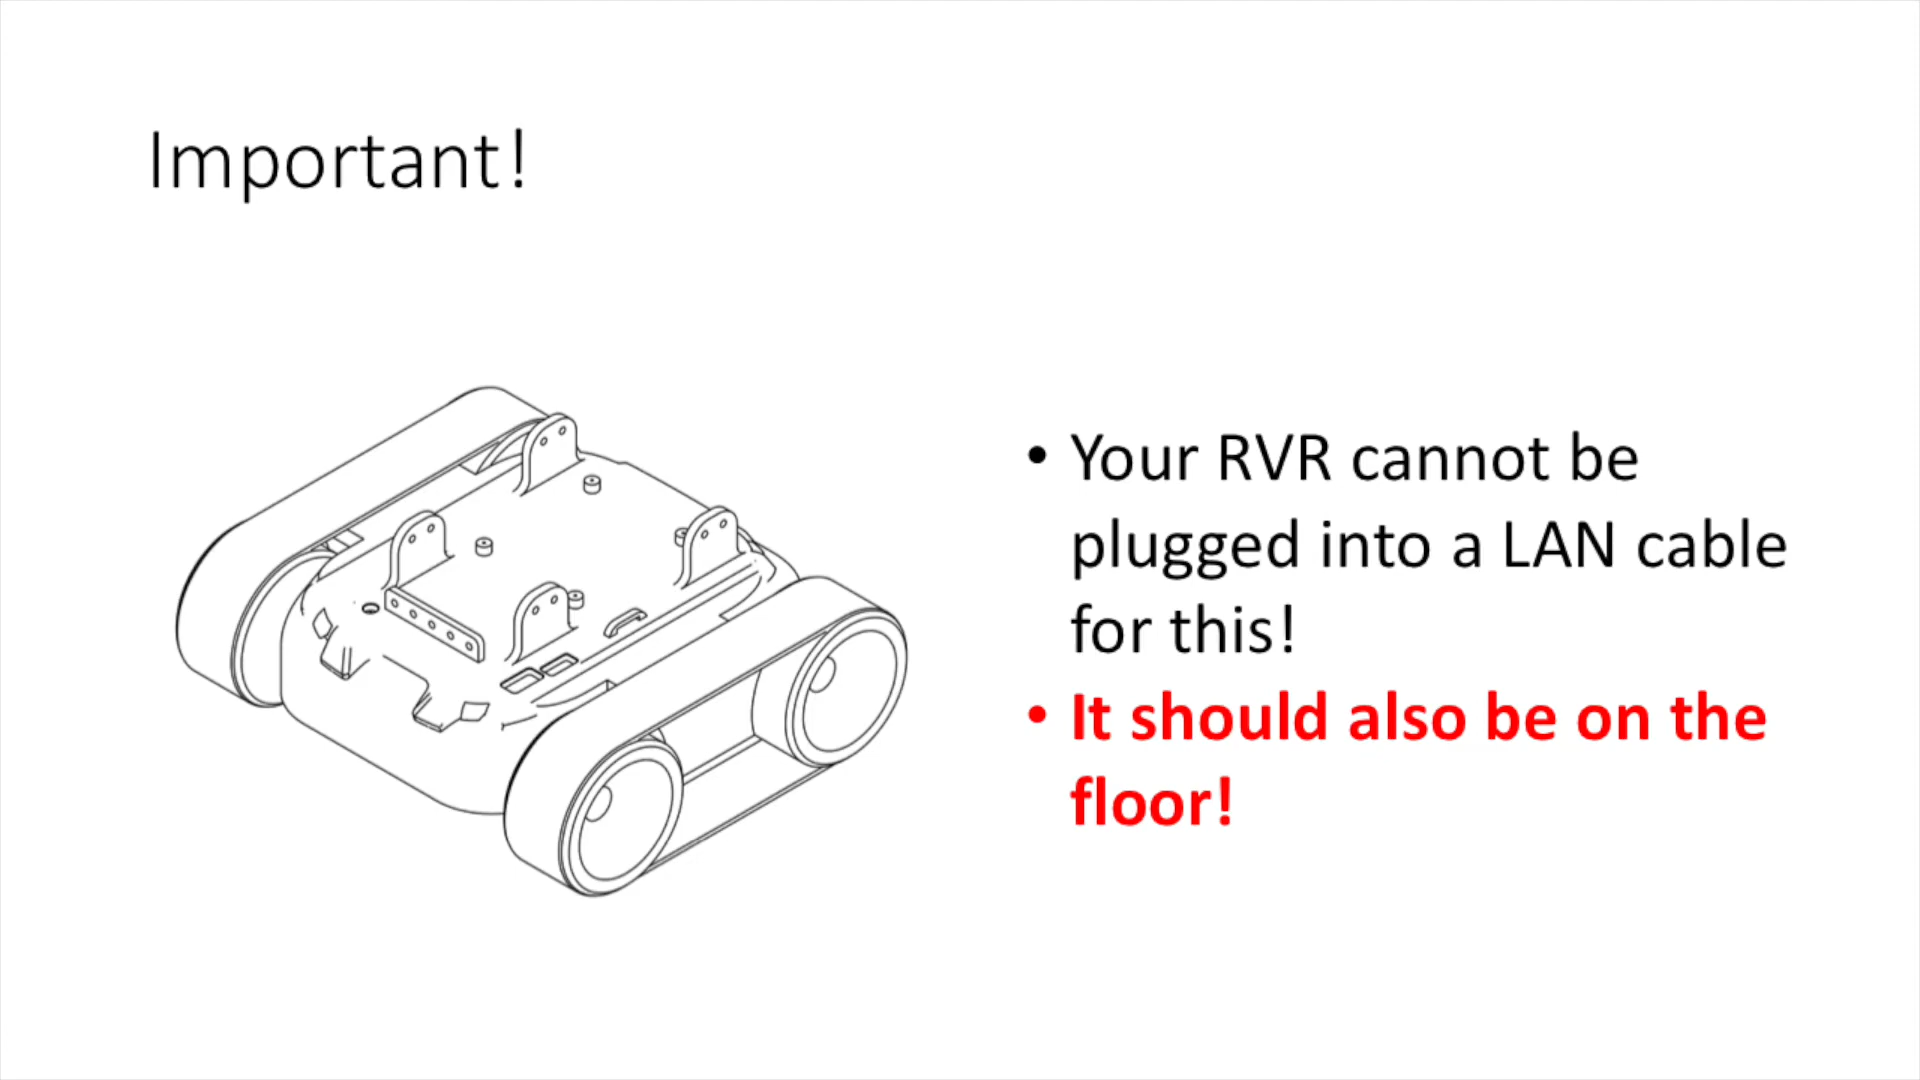 Important!
• Your RVR cannot be
plugged into a LAN cable
for this!
• It should also be on the
floor!